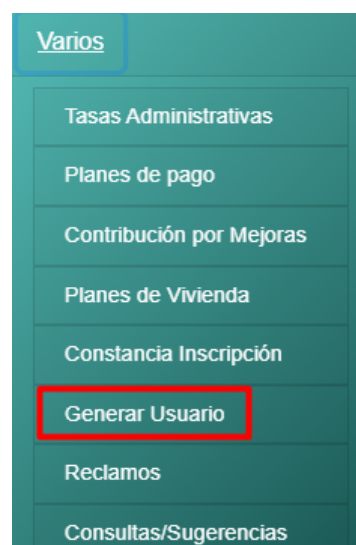 Varios
Tasas Administrativas
Planes de pago
Contribución por Mejoras
Planes de Vivienda
Constancia Inscripción
Generar Usuario
Reclamos
Consultas/Sugerencias